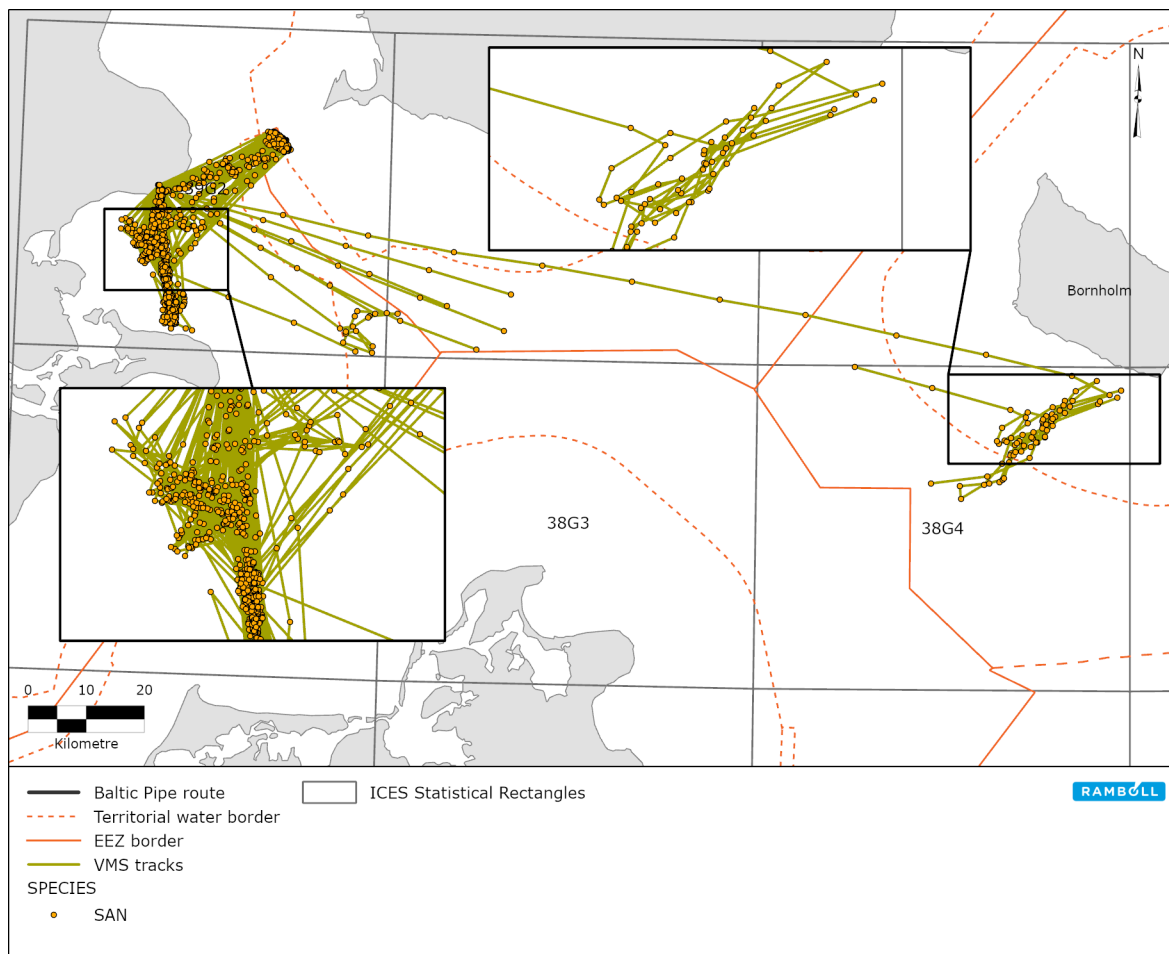 N
39G2
Bornholm
38G3
38G4
0 10 20
Kilometre
Baltic Pipe route
ICES Statistical Rectangles
RAMBOLL
Territorial water border
EEZ border
VMS tracks
SPECIES
SAN